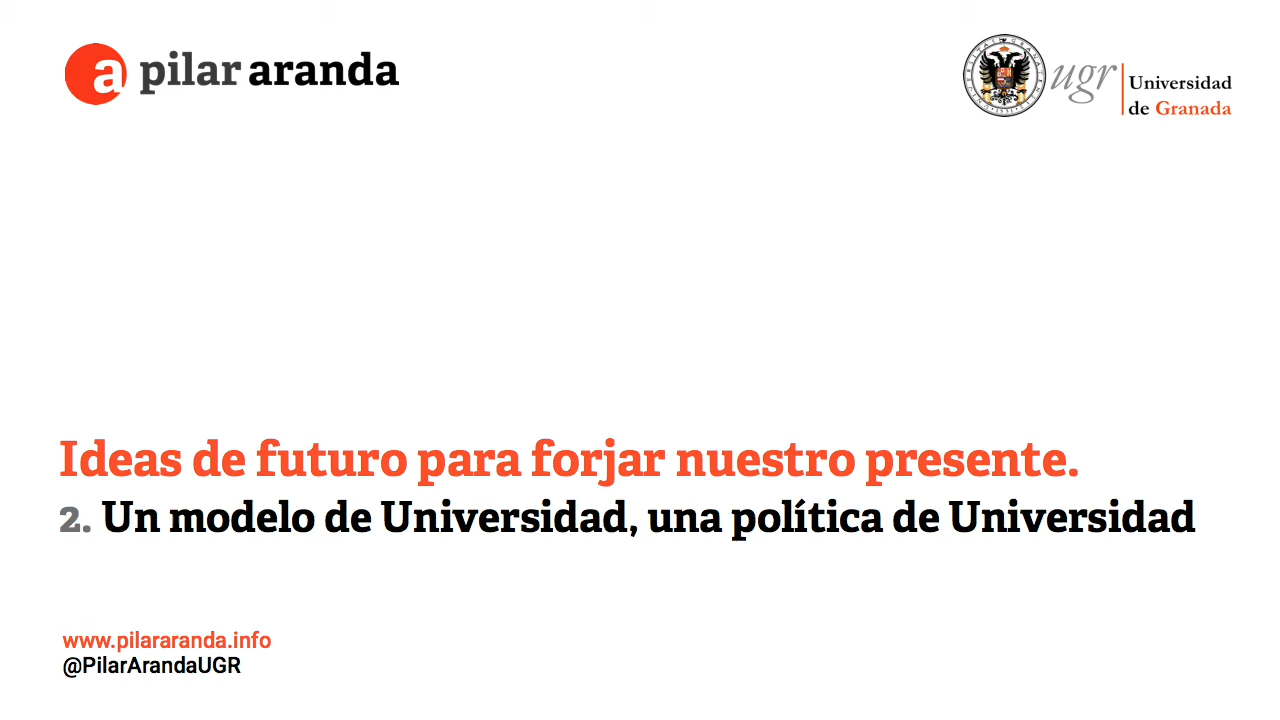 a pilar aranda
ugr Universidad
de Granada
Ideas de futuro para forjar nuestro presente.
2. Un modelo de Universidad, una política de Universidad
www.pilararanda.info
@PilarArandaUGR